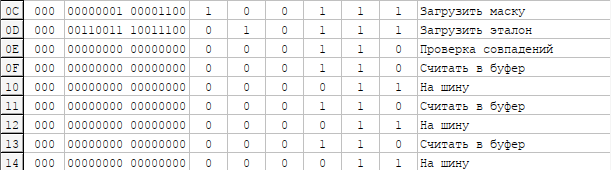 0C 000 00000001 00001100 1 0 0 1 1 1 Загрузить маску
0D 000 00110011 10011100 0 1 0 1 1 1 Загрузить эталон
0E 000 00000000 00000000 0 0 0 1 1 0 Проверка совпадений
0F 000 00000000 00000000 0 0 0 1 1 0 Считать в буфер
10 000 00000000 00000000 0 0 0 0 1 1 На шину
11 000 00000000 00000000 0 0 0 1 1 0 Считать в буфер
12 000 00000000 00000000 0 0 0 0 1 1 На шину
13 000 00000000 00000000 0 0 0 1 1 0 Считать в буфер
14 000 00000000 00000000 0 0 0 0 1 1 На шину